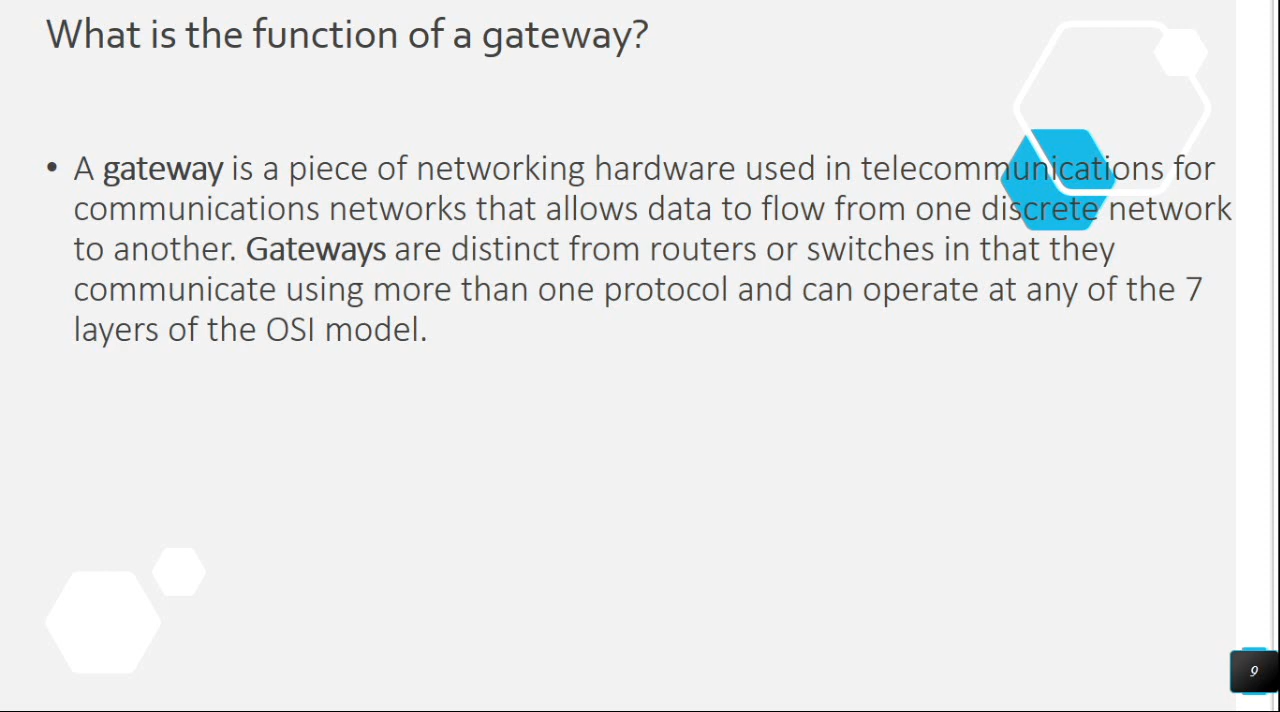 What is the function of a gateway?
• A gateway is a piece of networking hardware used in telecommunications for
communications networks that allows data to flow from one discrete network
to another. Gateways are distinct from routers or switches in that they
communicate using more than one protocol and can operate at any of the 7
layers of the OSI model.
9